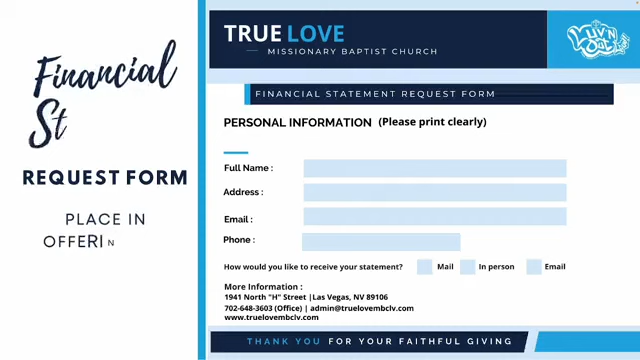 Financial
St
REQUEST FORM
PLACE IN
OFFERIN
TRUE LOVE
MISSIONARY BAPTIST CHURCH
LUV'N
OUT
FINANCIAL STATEMENT REQUEST FORM
PERSONAL INFORMATION (Please print clearly)
Full Name :
Address :
Email :
Phone :
How would you like to receive your statement? Mail In person Email
More Information :
1941 North "H" Street |Las Vegas, NV 89106
702-648-3603 (Office) | admin@truelovembclv.com
www.truelovembclv.com
THANK YOU FOR YOUR FAITHFUL GIVING